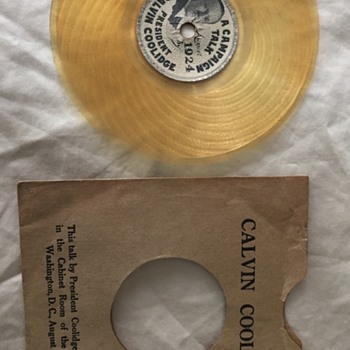 A CAMPAIGN
TALK
1924
PRESIDENT
CALVIN COOLIDGE
CALVIN COOL
This talk by President Coolidge
in the Cabinet Room of the
Washington, D. C., August